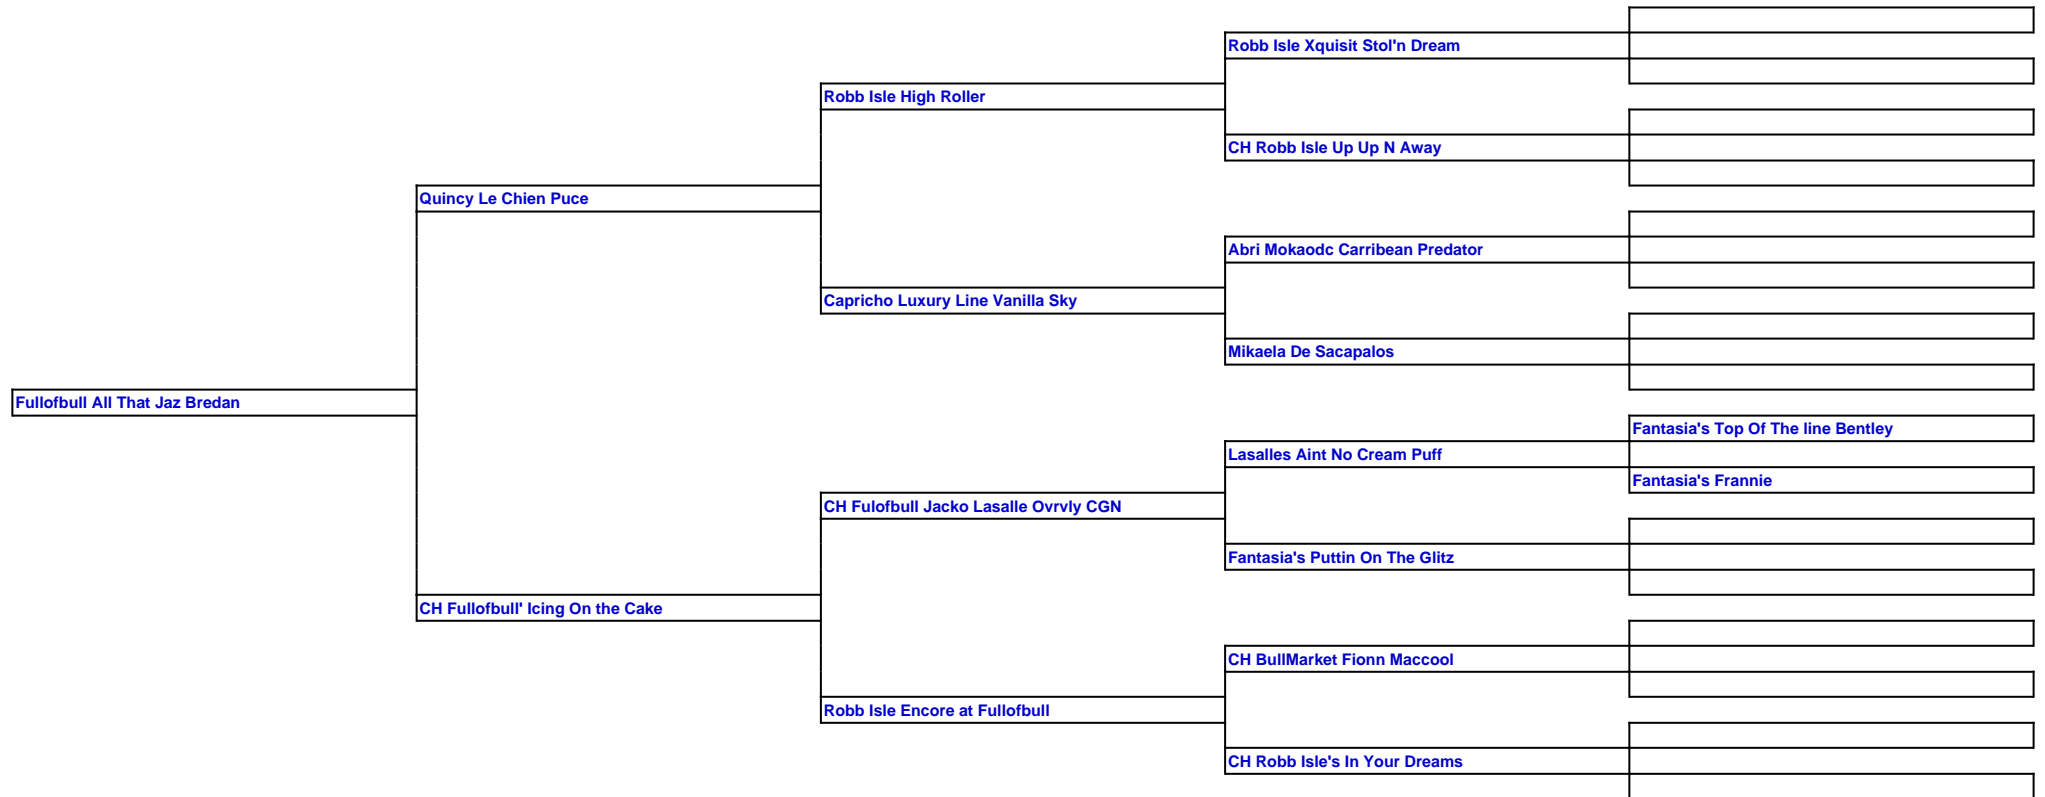 Robb Isle Xquisit Stol'n Dream
Robb Isle High Roller
CH Robb Isle Up Up N Away
Quincy Le Chien Puce
Abri Mokaodc Carribean Predator
Capricho Luxury Line Vanilla Sky
Mikaela De Sacapalos
Fullofbull All That Jaz Bredan
Fantasia's Top Of The line Bentley
Lasalles Aint No Cream Puff
Fantasia's Frannie
CH Fulofbull Jacko Lasalle Ovrvly CGN
Fantasia's Puttin On The Glitz
CH Fullofbull' Icing On the Cake
CH BullMarket Fionn Maccool
Robb Isle Encore at Fullofbull
CH Robb Isle's In Your Dreams